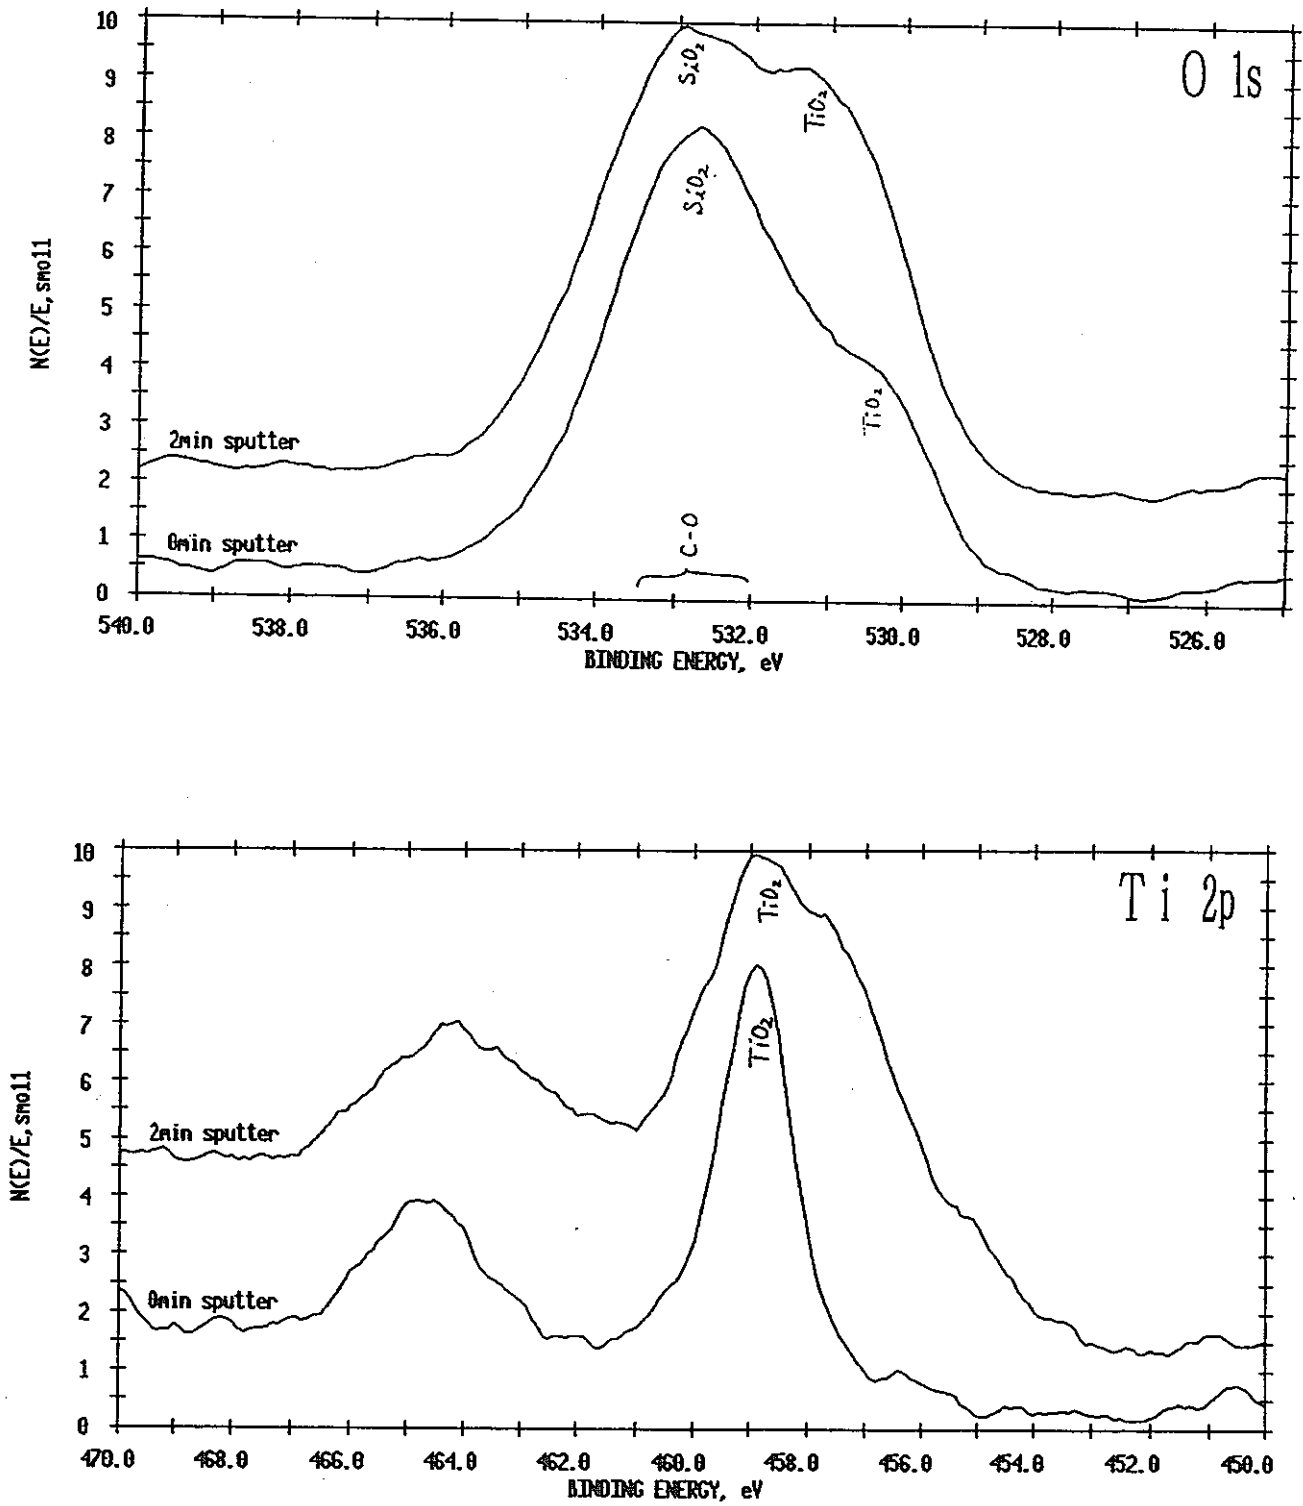 O 1s
10
9
8
7
6
5
4
3
2
1
0
N(E)/E, smo11
SiO₂
TiO₂
SiO₂
TiO₂
2min sputter
0min sputter
C-O
540.0 538.0 536.0 534.0 532.0 530.0 528.0 526.0
BINDING ENERGY, eV
Ti 2p
10
9
8
7
6
5
4
3
2
1
0
N(E)/E, smo11
TiO₂
TiO₂
2min sputter
0min sputter
470.0 468.0 466.0 464.0 462.0 460.0 458.0 456.0 454.0 452.0 450.0
BINDING ENERGY, eV